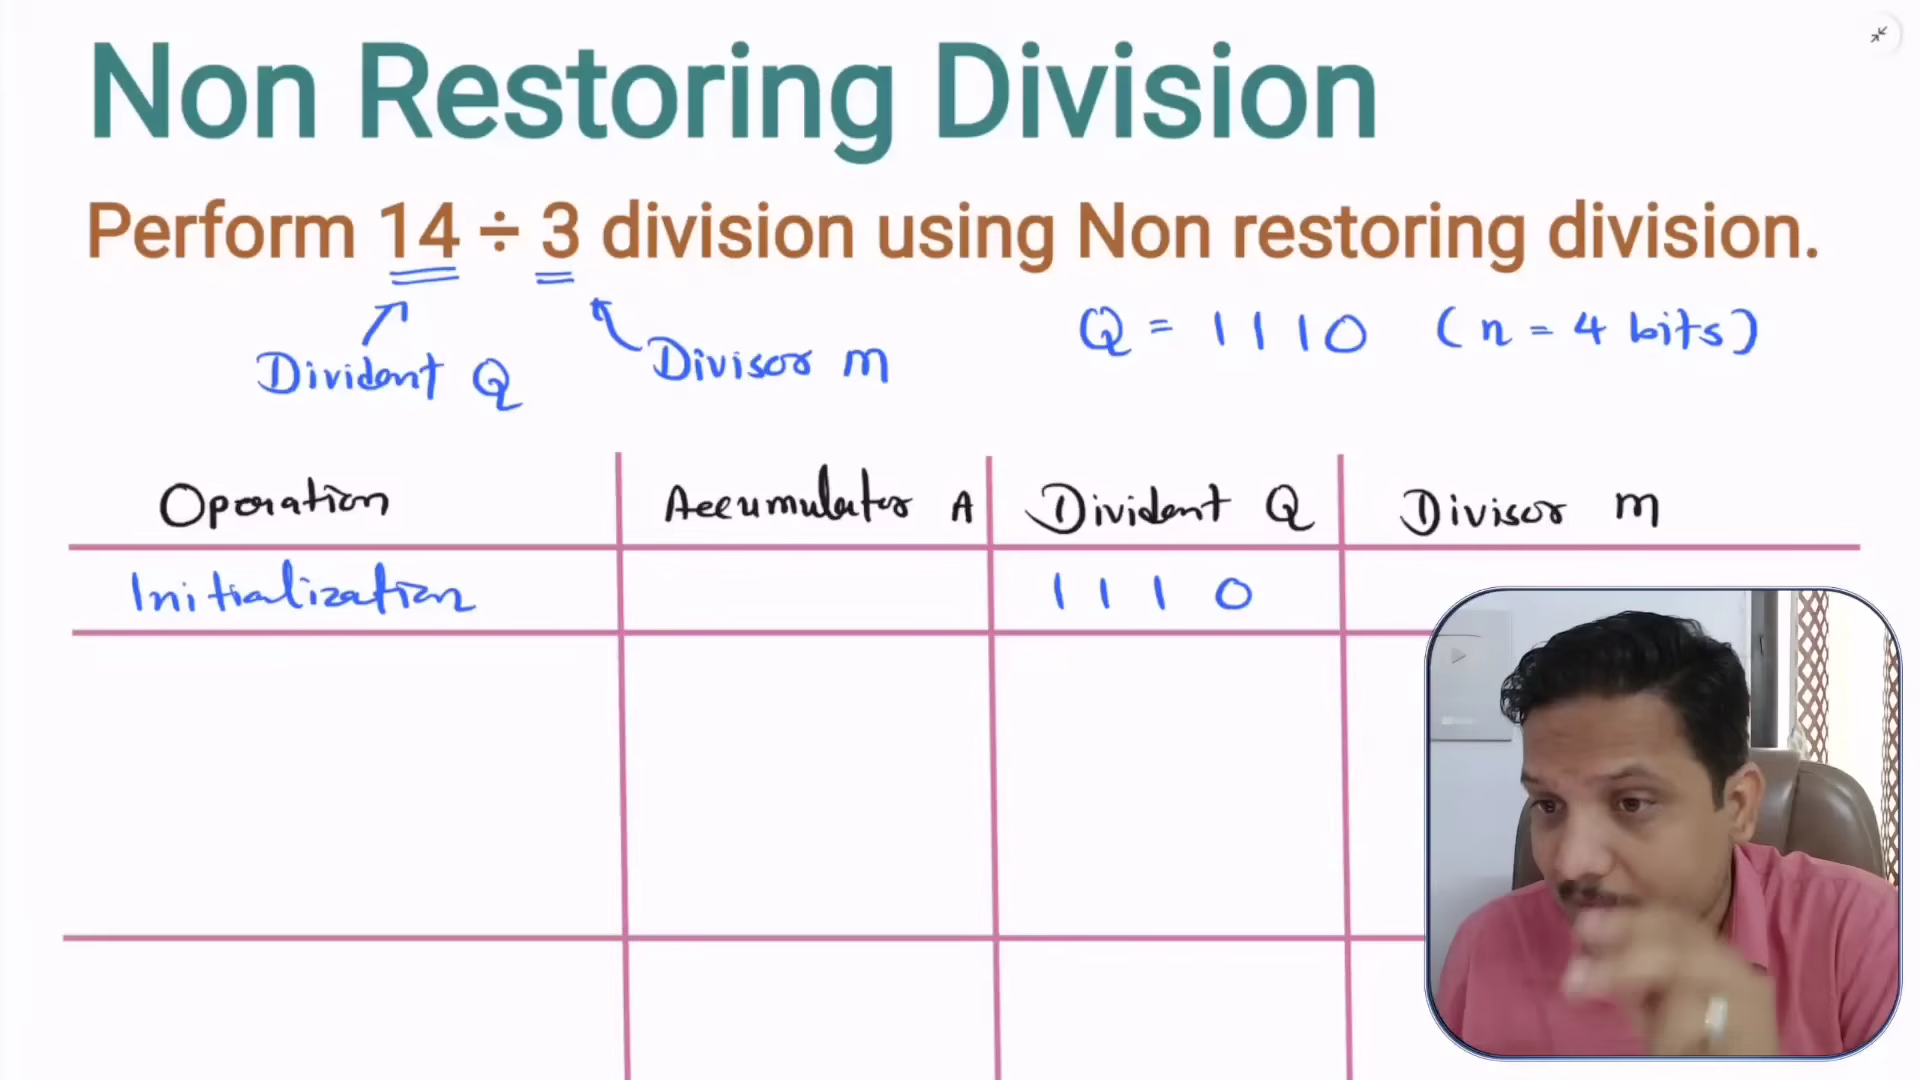 Non Restoring Division
Perform 14 ÷ 3 division using Non restoring division.
Divident Q
Divisor M
Q = 1110 (n = 4 bits)
Operation Accumulator A Divident Q Divisor M
Initialization 1 1 1 0